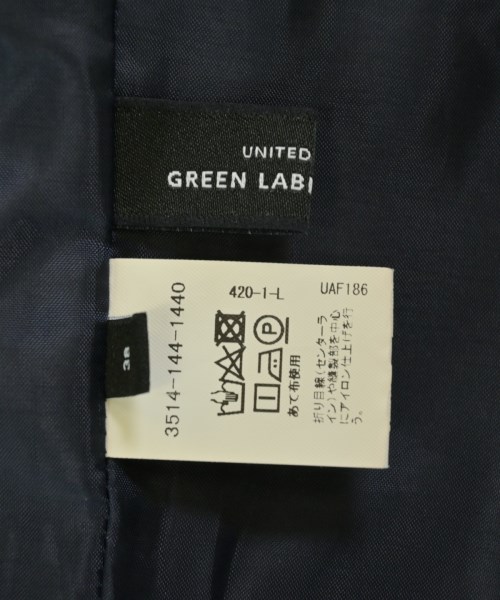 UNITED
GREEN LABI
38
3514-144-1440
420-1-L
UAF186
P
あて布使用
折り目線(センターラ
イン)や縫製部を中心
にアイロン仕上げを行
う。